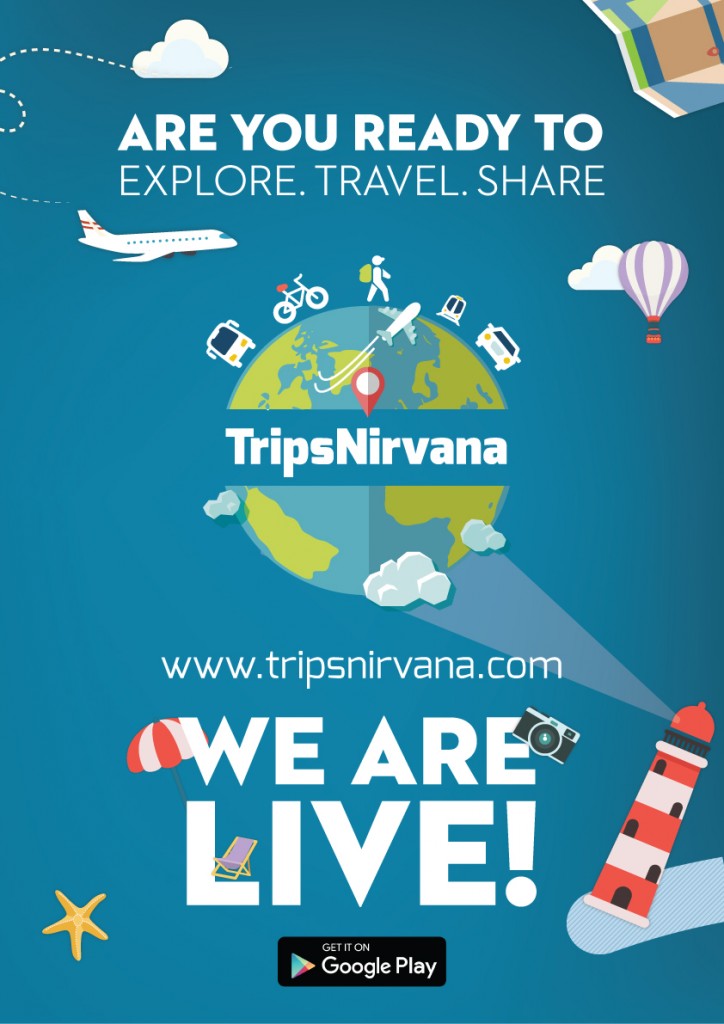 ARE YOU READY TO
EXPLORE. TRAVEL. SHARE
TripsNirvana
www.tripsnirvana.com
WE ARE
LIVE!
GET IT ON
Google Play